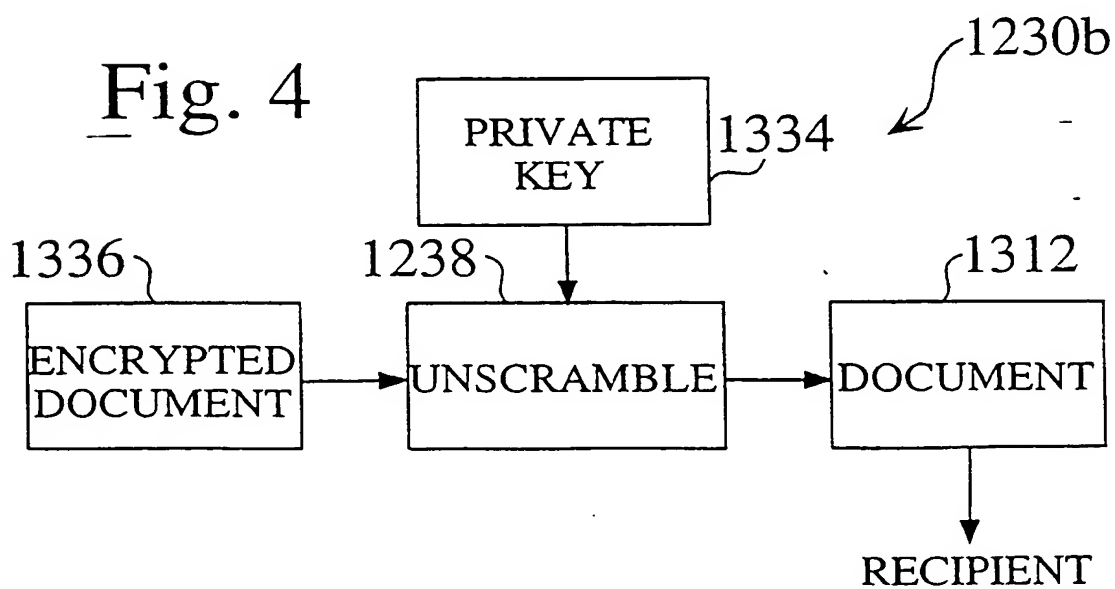 Fig. 4
1230b
PRIVATE
KEY
1334
1336
1238
1312
ENCRYPTED
DOCUMENT
UNSCRAMBLE
DOCUMENT
RECIPIENT